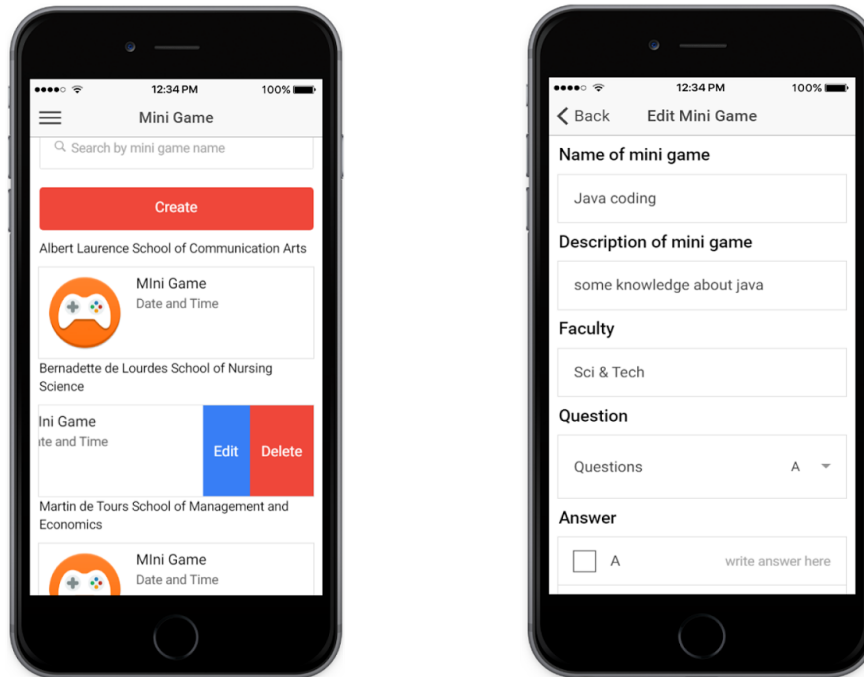 12:34 PM
100%
Mini Game
Search by mini game name
Create
Albert Laurence School of Communication Arts
MIni Game
Date and Time
Bernadette de Lourdes School of Nursing
Science
Ini Game
te and Time
Edit
Delete
Martin de Tours School of Management and
Economics
MIni Game
Date and Time
12:34 PM
100%
Back
Edit Mini Game
Name of mini game
Java coding
Description of mini game
some knowledge about java
Faculty
Sci & Tech
Question
Questions A
Answer
A write answer here